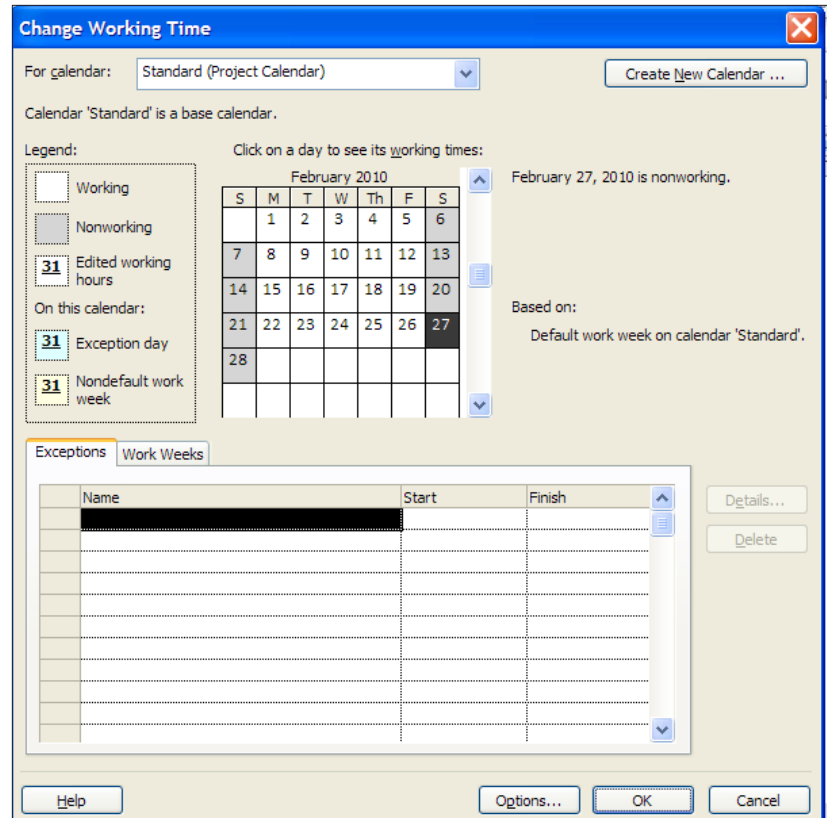 Change Working Time
For calendar: Standard (Project Calendar) Create New Calendar ...
Calendar 'Standard' is a base calendar.
Legend: Click on a day to see its working times:
February 2010 February 27, 2010 is nonworking.
S M T W Th F S
Working
1 2 3 4 5 6
Nonworking
7 8 9 10 11 12 13
31 Edited working
hours
14 15 16 17 18 19 20
On this calendar: Based on:
21 22 23 24 25 26 27 Default work week on calendar 'Standard'.
31 Exception day
28
31 Nondefault work
week
Exceptions Work Weeks
Name Start Finish Details...
Delete
Help Options... OK Cancel